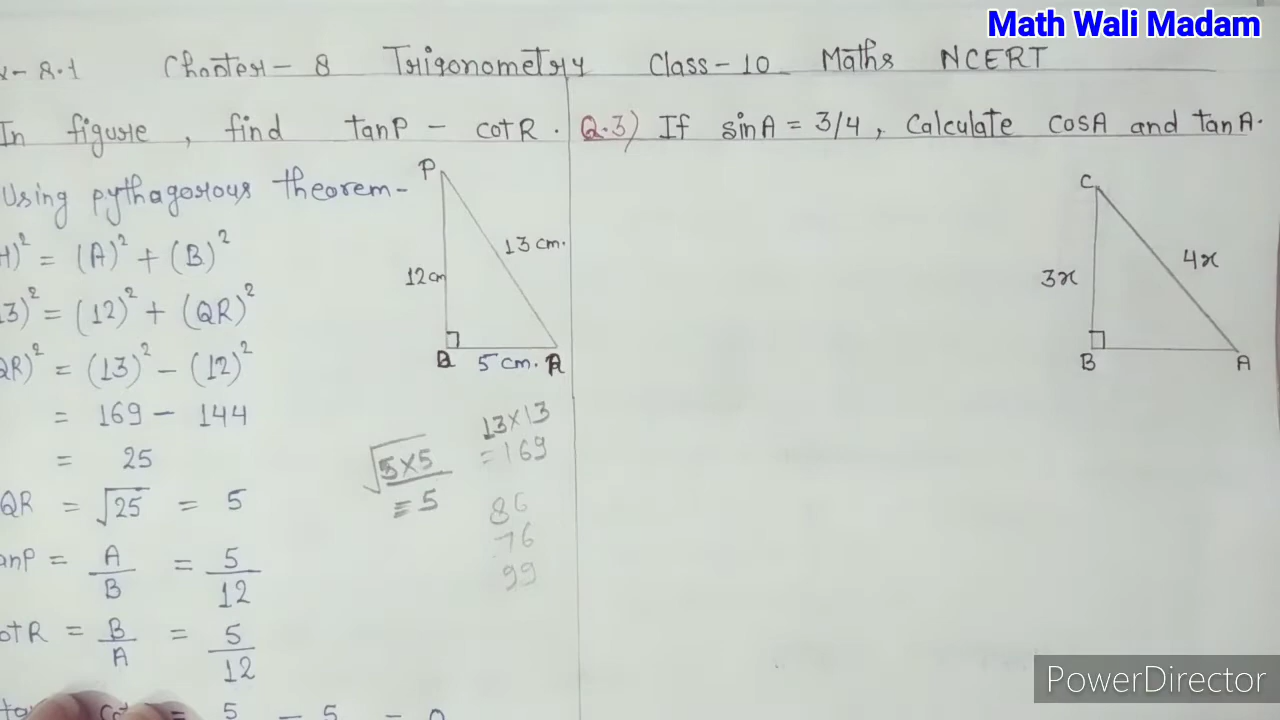 Math Wali Madam
x - 8.1 Chapter - 8 Trigonometry Class - 10 Maths NCERT
In figure, find tanP - cotR.
Using pythagorous theorem -
H)² = (A)² + (B)²
3)² = (12)² + (QR)²
QR)² = (13)² - (12)²
= 169 - 144
= 25
QR = √25 = 5
anP = A/B = 5/12
otR = B/A = 5/12
= 5 - 5 = 0
P
13 cm.
12 cm
Q 5 cm. R
√5×5
= 5
13×13
= 169
86
76
99
Q.3) If sinA = 3/4, Calculate cosA and tanA.
C
4x
3x
B A
PowerDirector